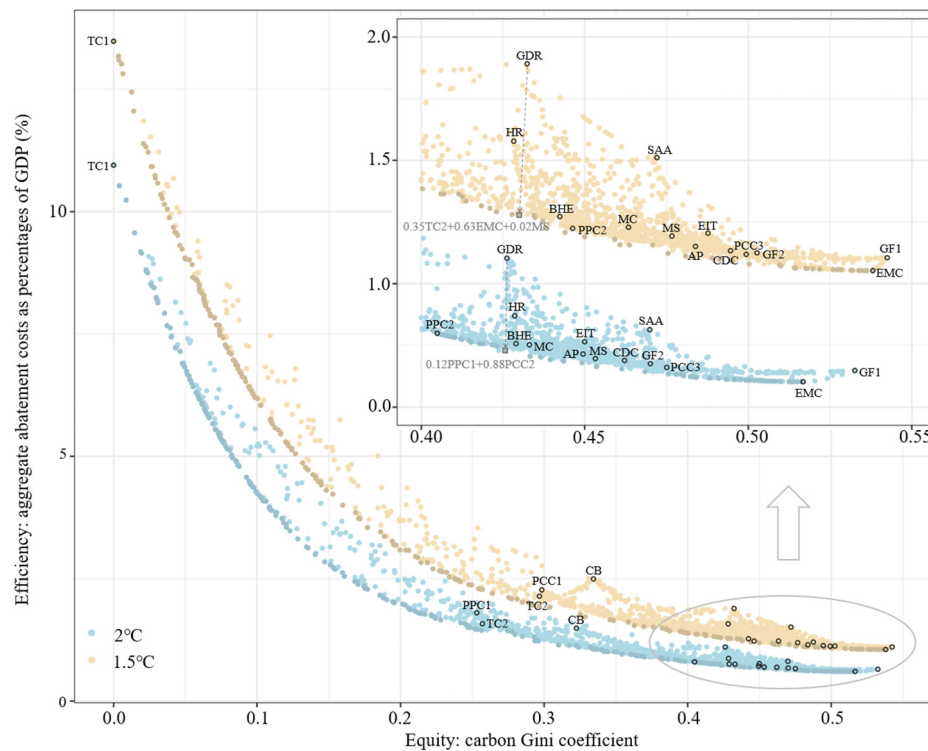 Efficiency: aggregate abatement costs as percentages of GDP (%)
10
5
0
TC1
TC1
PPC1
TC2
PCC1
TC2
CB
CB
2℃
1.5℃
0.0
0.1
0.2
0.3
0.4
0.5
Equity: carbon Gini coefficient
2.0
1.5
1.0
0.0
GDR
HR
SAA
BHE
PPC2
MC
MS
EIT
AP
CDC
PCC3
GF2
GF1
EMC
0.35TC2+0.63EMC+0.02MS
GDR
HR
PPC2
BHE
MC
EIT
AP
MS
CDC
SAA
GF2
PCC3
GF1
EMC
0.12PPC1+0.88PCC2
0.40
0.45
0.50
0.55